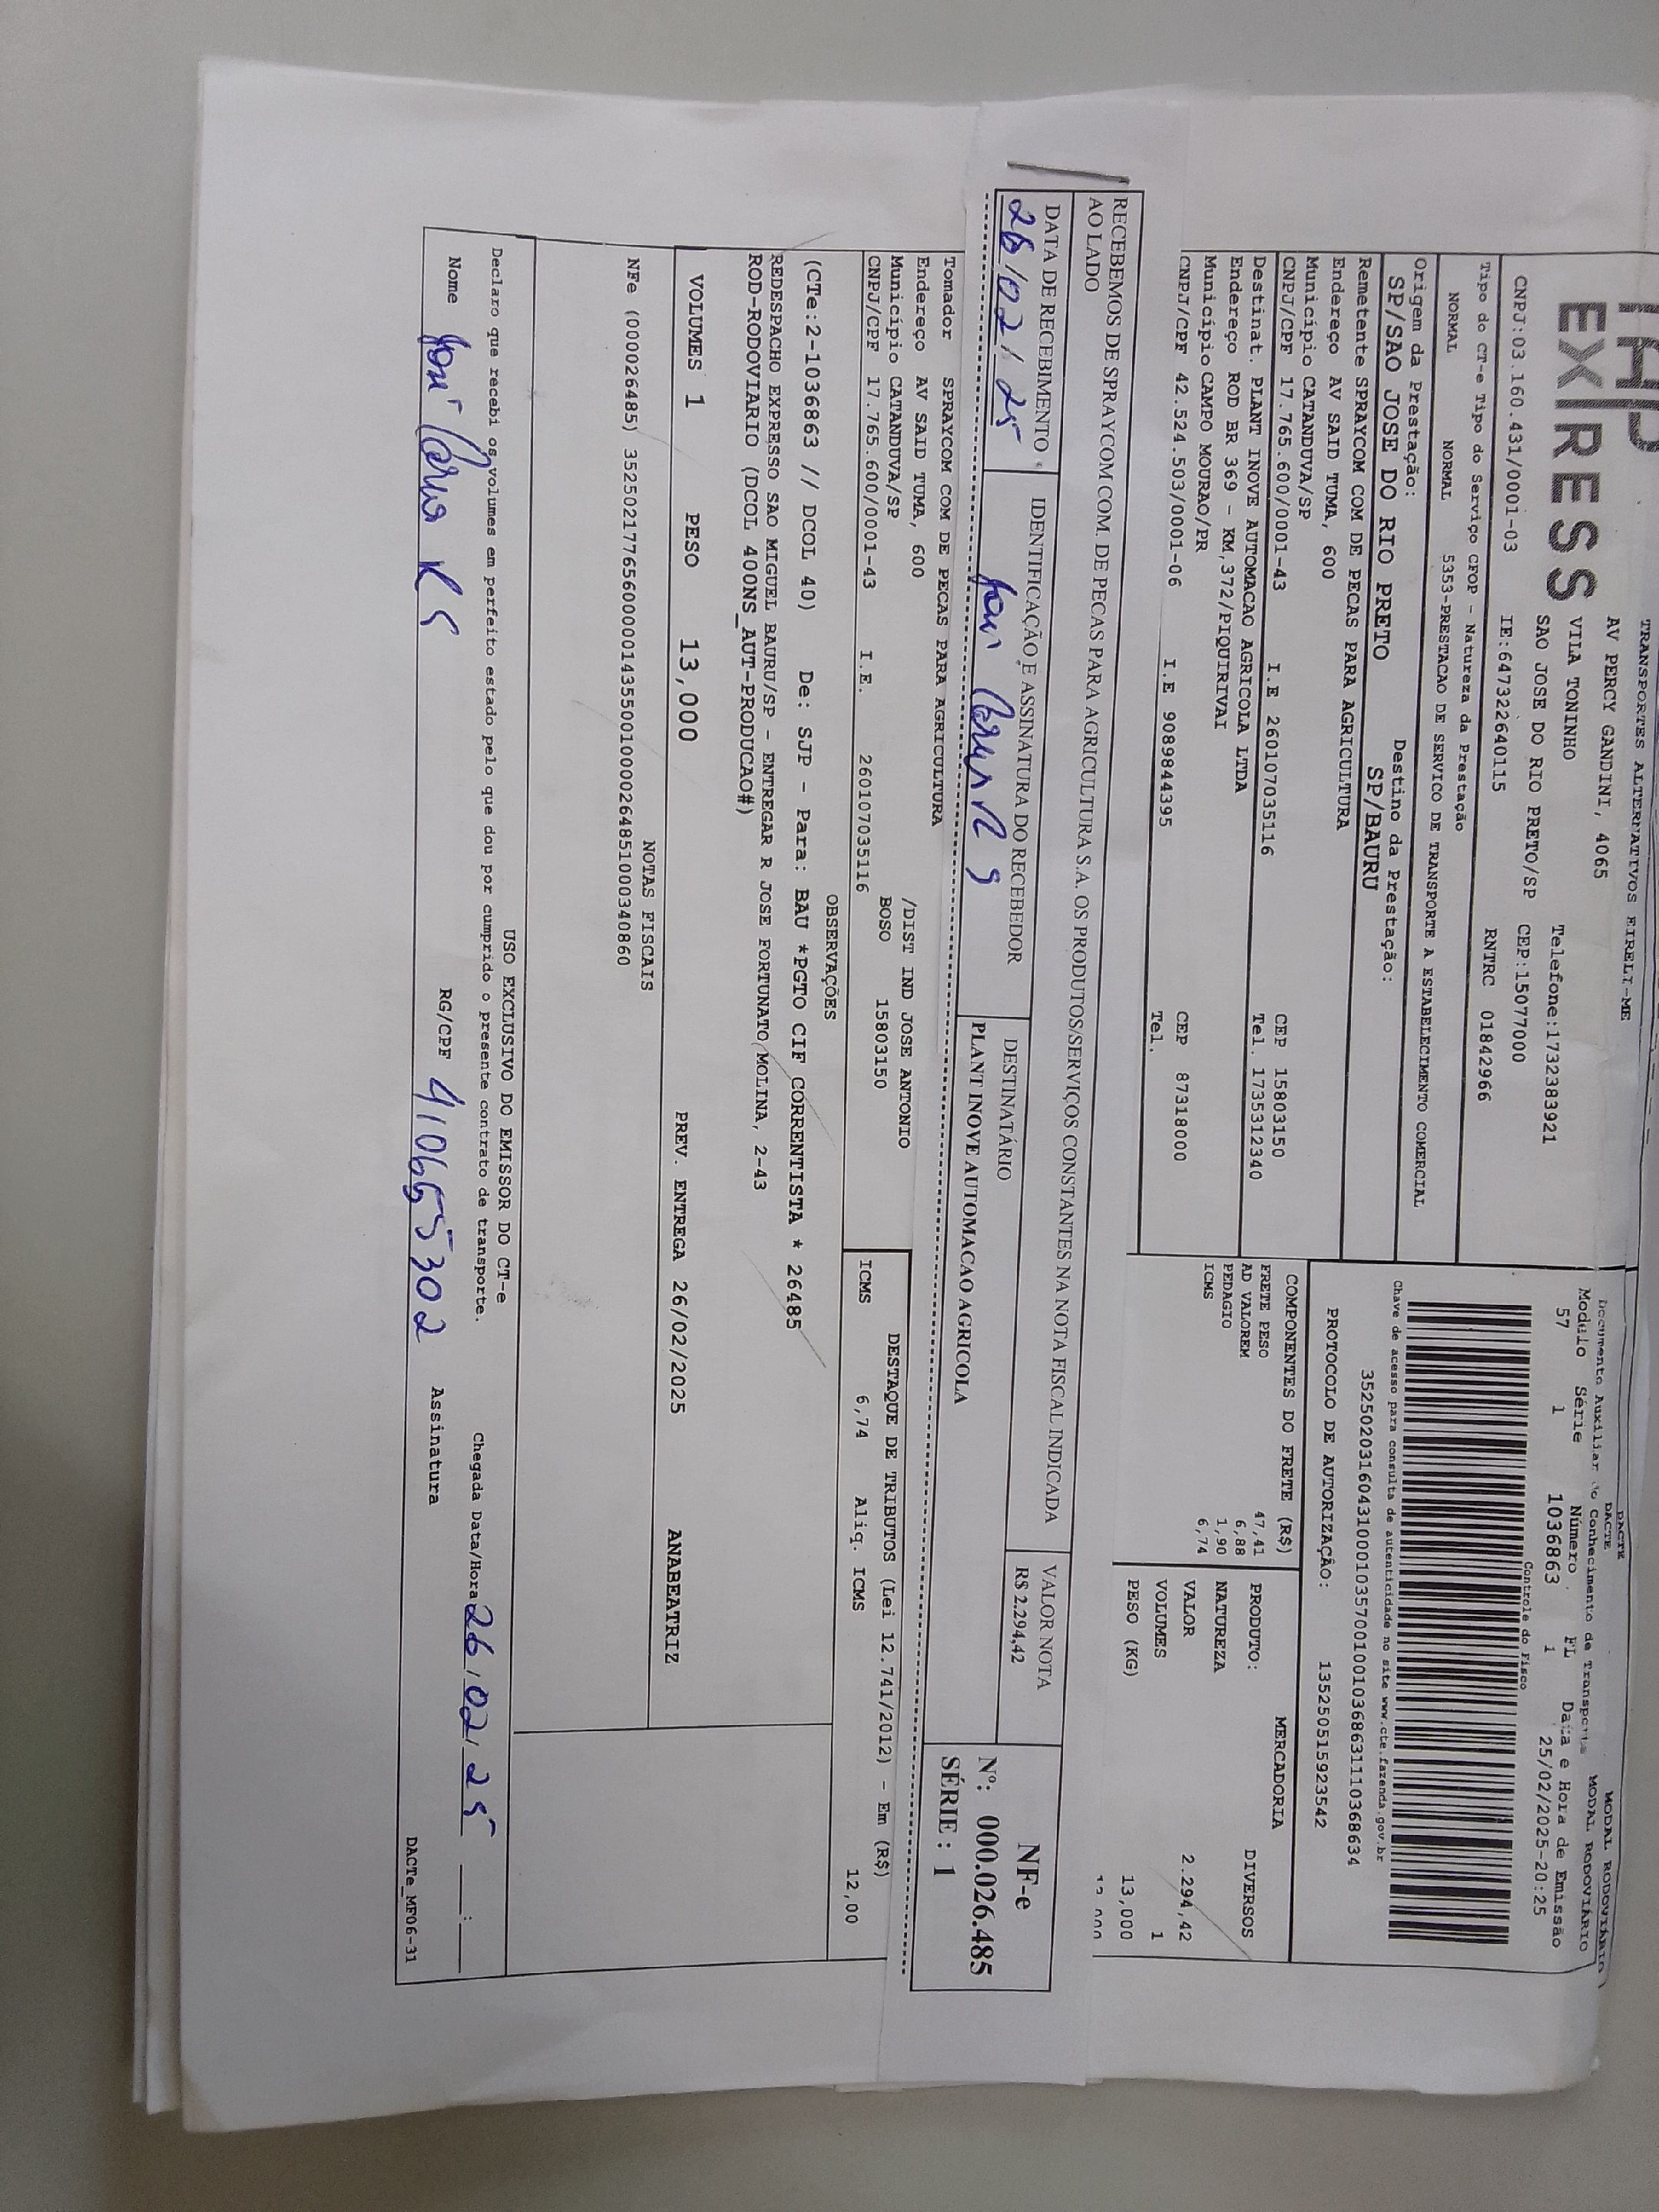 TRANSPORTES ALTERNATIVOS EIRELI-ME
EX|RESS
AV PERCY GANDINI, 4065
VILA TONINHO Telefone:1732383921
SAO JOSE DO RIO PRETO/SP CEP:15077000
CNPJ:03.160.431/0001-03 IE:647322640115 RNTRC 01842966
DACTE MODAL RODOVIÁRIO
DACTE MODAL RODOVIÁRIO
Documento Auxiliar do Conhecimento de Transporte
Modelo Série Número FL Data e Hora de Emissão
57 1 1036863 1 25/02/2025-20:25
Controle do Fisco
Tipo do CT-e Tipo do Serviço CFOP - Natureza da Prestação
NORMAL NORMAL 5353-PRESTACAO DE SERVICO DE TRANSPORTE A ESTABELECIMENTO COMERCIAL
Chave de acesso para consulta de autenticidade no site www.cte.fazenda.gov.br
35250203160431000103570010010368631110368634
Origem da Prestação: Destino da Prestação:
SP/SAO JOSE DO RIO PRETO SP/BAURU
PROTOCOLO DE AUTORIZAÇÃO: 135250515923542
Remetente SPRAYCOM COM DE PECAS PARA AGRICULTURA
Endereço AV SAID TUMA, 600
Município CATANDUVA/SP CEP 15803150
CNPJ/CPF 17.765.600/0001-43 I.E 260107035116 Tel. 1735312340
Destinat. PLANT INOVE AUTOMACAO AGRICOLA LTDA
Endereço ROD BR 369 - KM,372/PIQUIRIVAI
Município CAMPO MOURAO/PR CEP 87318000
CNPJ/CPF 42.524.503/0001-06 I.E 9089844395 Tel.
COMPONENTES DO FRETE (R$)
FRETE PESO 47,41
AD VALOREM 6,88
PEDAGIO 1,90
ICMS 6,74
MERCADORIA
PRODUTO: DIVERSOS
NATUREZA
VALOR 2.294,42
VOLUMES 1
PESO (KG) 13,000
RECEBEMOS DE SPRAYCOM COM. DE PECAS PARA AGRICULTURA S.A. OS PRODUTOS/SERVIÇOS CONSTANTES NA NOTA FISCAL INDICADA
AO LADO
DATA DE RECEBIMENTO IDENTIFICAÇÃO E ASSINATURA DO RECEBEDOR DESTINATÁRIO VALOR NOTA
26/02/25 PLANT INOVE AUTOMACAO AGRICOLA R$ 2.294,42
NF-e
Nº: 000.026.485
SÉRIE : 1
Tomador SPRAYCOM COM DE PECAS PARA AGRICULTURA
Endereço AV SAID TUMA, 600 /DIST IND JOSE ANTONIO
Município CATANDUVA/SP BOSO 15803150
CNPJ/CPF 17.765.600/0001-43 I.E. 260107035116
DESTAQUE DE TRIBUTOS (Lei 12.741/2012) - Em (R$)
ICMS 6,74 Aliq. ICMS 12,00
OBSERVAÇÕES
(CTe:2-1036863 // DCOL 40) De: SJP - Para: BAU *PGTO CIF CORRENTISTA * 26485
REDESPACHO EXPRESSO SAO MIGUEL BAURU/SP - ENTREGAR R JOSE FORTUNATO MOLINA, 2-43
ROD-RODOVIARIO (DCOL 400NS_AUT-PRODUCAO#)
VOLUMES 1 PESO 13,000 PREV. ENTREGA 26/02/2025 ANABEATRIZ
NOTAS FISCAIS
NFe (000026485) 35250217765600000143550010000264851000340860
USO EXCLUSIVO DO EMISSOR DO CT-e
Declaro que recebi os volumes em perfeito estado pelo que dou por cumprido o presente contrato de transporte.
Chegada Data/Hora 26/02/25 __:__
Nome RG/CPF 410665302 Assinatura
DACTe_MF06-31